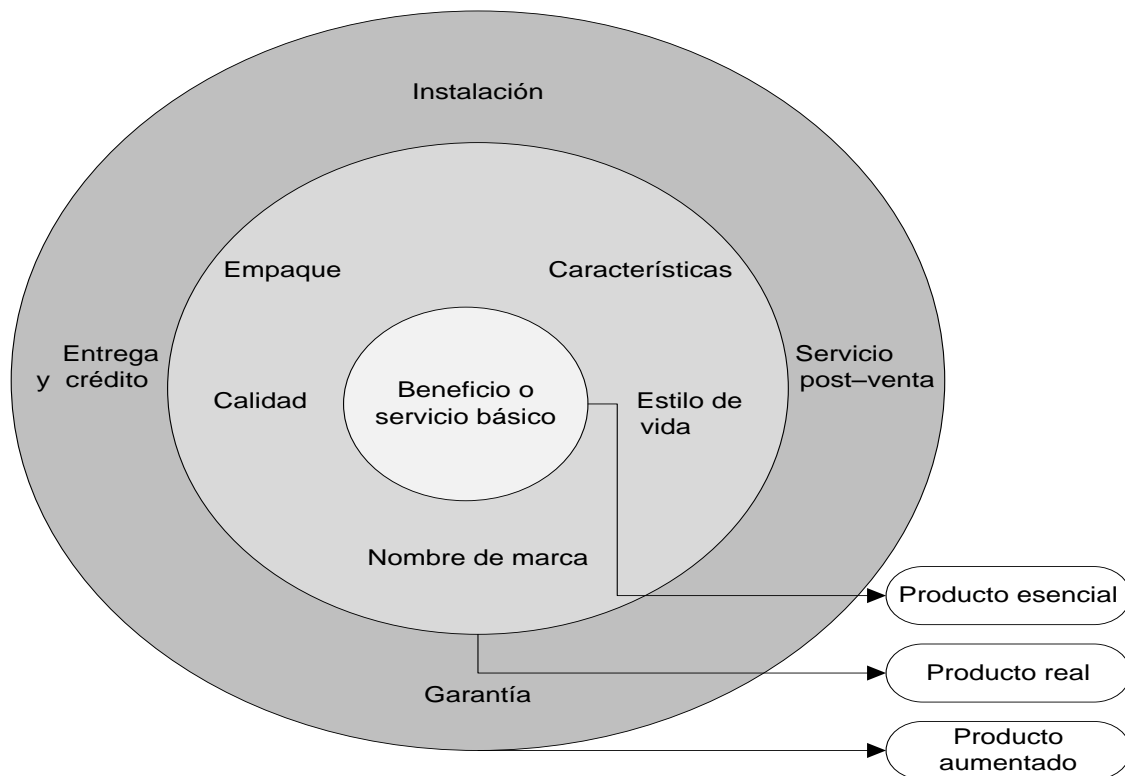 Instalación
Empaque
Características
Entrega
y crédito
Servicio
post–venta
Calidad
Beneficio o
servicio básico
Estilo de
vida
Nombre de marca
Producto esencial
Producto real
Garantía
Producto
aumentado